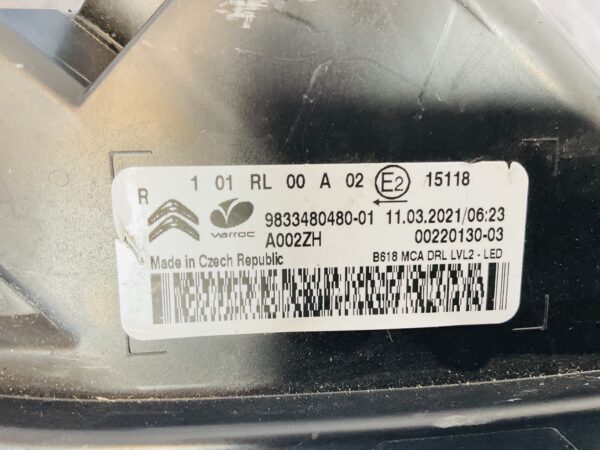 R 1 01 RL 00 A 02 E2 15118
varroc 9833480480-01 11.03.2021/06:23
A002ZH 00220130-03
Made in Czech Republic B618 MCA DRL LVL2 - LED